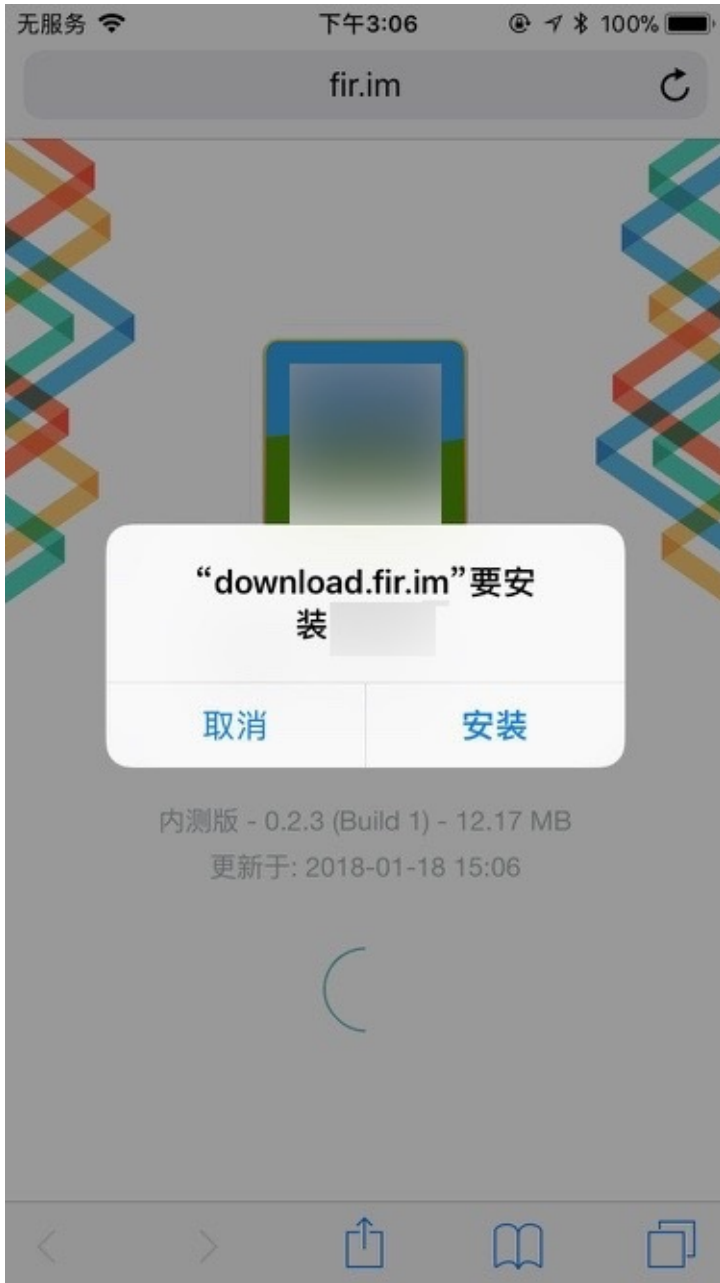 无服务 下午3:06 100%
fir.im
“download.fir.im”要安
装
取消 安装
内测版 - 0.2.3 (Build 1) - 12.17 MB
更新于: 2018-01-18 15:06